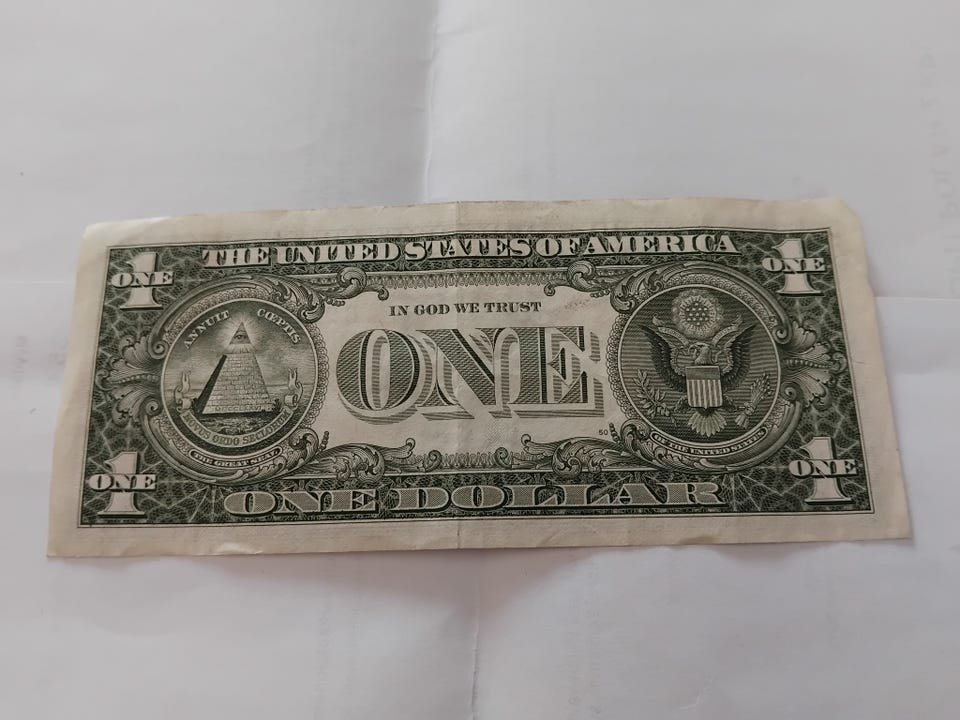 THE UNITED STATES OF AMERICA
1 ONE
1 ONE
IN GOD WE TRUST
ANNUIT CŒPTIS
ONE
NOVUS ORDO SECLORUM
THE GREAT SEAL
50
OF THE UNITED STATES
1 ONE
1 ONE
ONE DOLLAR